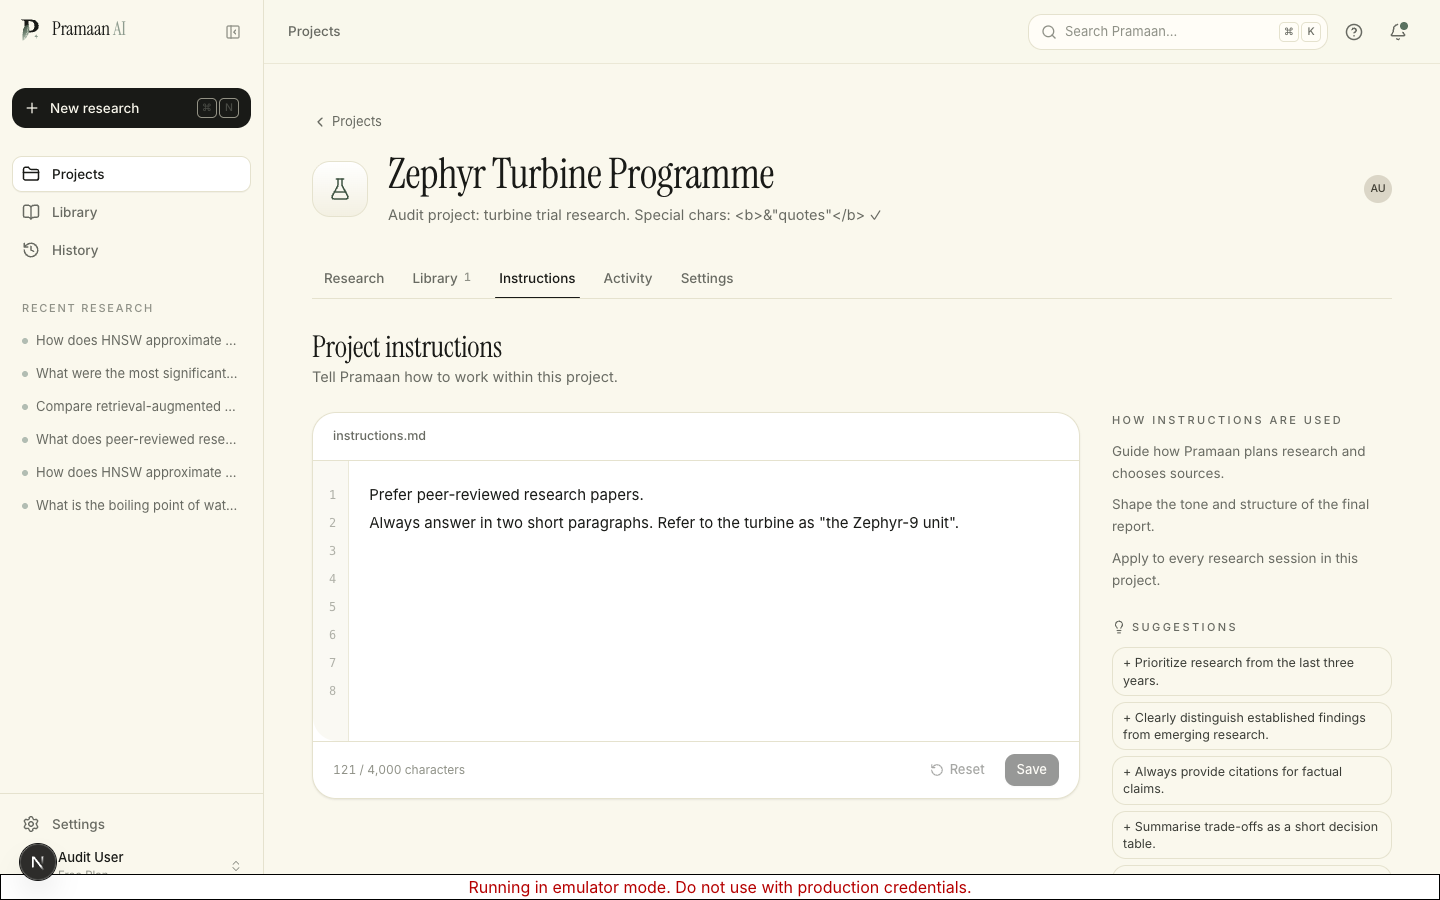 Pramaan AI
Projects
Search Pramaan...
⌘ K
New research
⌘ N
Projects
Library
History
RECENT RESEARCH
How does HNSW approximate ...
What were the most significant...
Compare retrieval-augmented ...
What does peer-reviewed rese...
How does HNSW approximate ...
What is the boiling point of wat...
Settings
N
Audit User
Free Plan
Projects
Zephyr Turbine Programme
Audit project: turbine trial research. Special chars: <b>&"quotes"</b> ✓
AU
Research
Library 1
Instructions
Activity
Settings
Project instructions
Tell Pramaan how to work within this project.
instructions.md
1 Prefer peer-reviewed research papers.
2 Always answer in two short paragraphs. Refer to the turbine as "the Zephyr-9 unit".
3
4
5
6
7
8
121 / 4,000 characters
Reset
Save
HOW INSTRUCTIONS ARE USED
Guide how Pramaan plans research and
chooses sources.
Shape the tone and structure of the final
report.
Apply to every research session in this
project.
SUGGESTIONS
+ Prioritize research from the last three
years.
+ Clearly distinguish established findings
from emerging research.
+ Always provide citations for factual
claims.
+ Summarise trade-offs as a short decision
table.
Running in emulator mode. Do not use with production credentials.